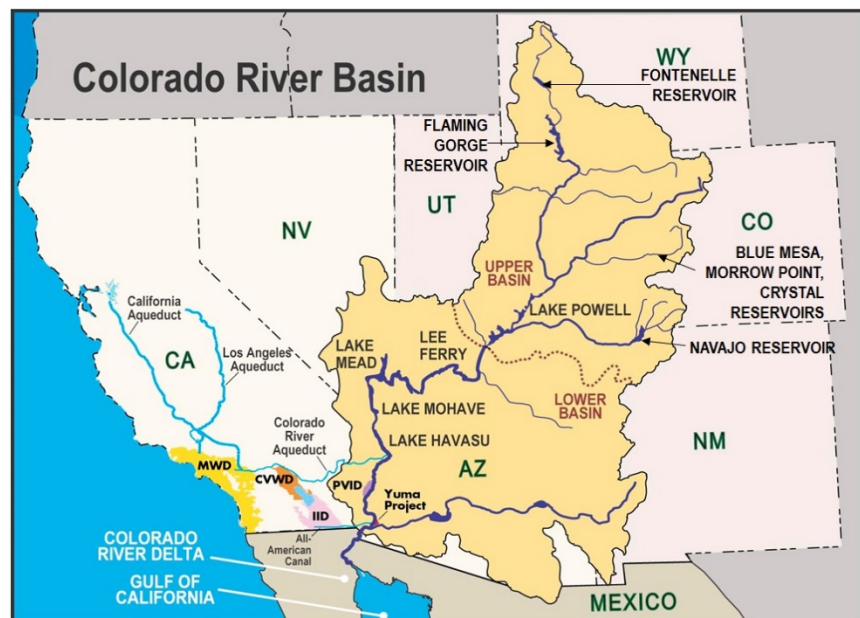 Colorado River Basin
WY
FONTENELLE
RESERVOIR
FLAMING
GORGE
RESERVOIR
UT
NV
CO
BLUE MESA,
MORROW POINT,
CRYSTAL
RESERVOIRS
UPPER
BASIN
California
Aqueduct
LAKE POWELL
LEE
FERRY
LAKE
MEAD
NAVAJO RESERVOIR
CA
Los Angeles
Aqueduct
LOWER
BASIN
LAKE MOHAVE
Colorado
River
Aqueduct
LAKE HAVASU
NM
MWD
CVWD
PVID
AZ
Yuma
Project
IID
All-
American
Canal
COLORADO
RIVER DELTA
GULF OF
CALIFORNIA
MEXICO